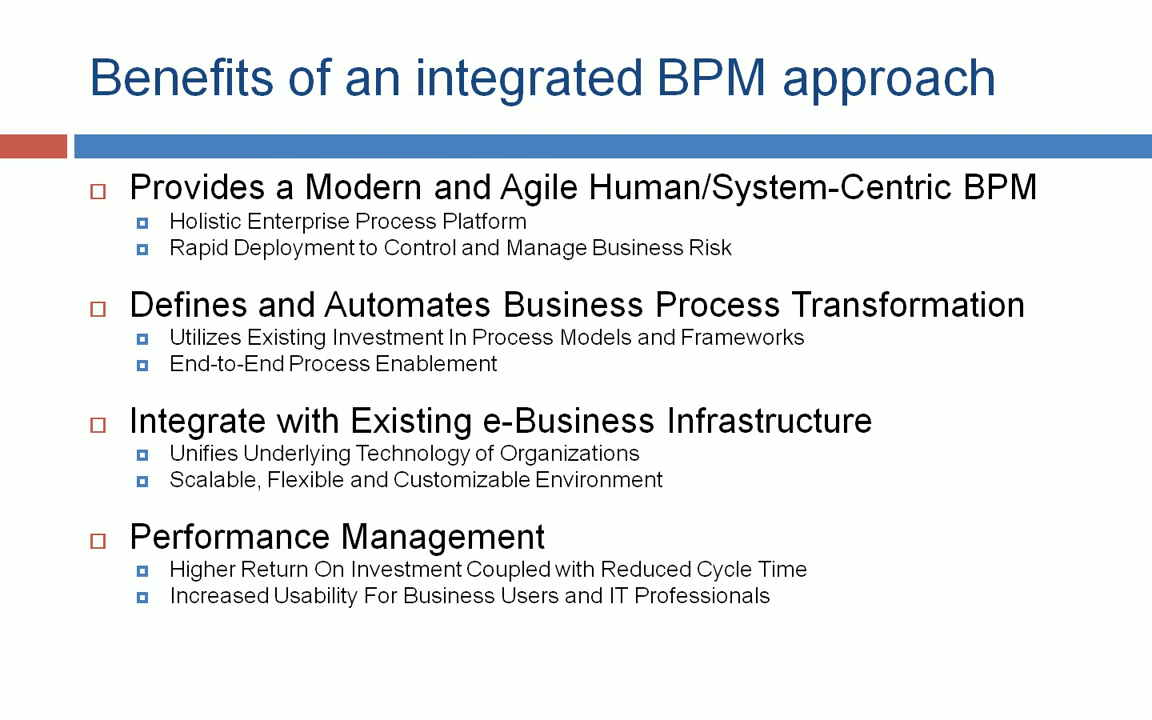 Benefits of an integrated BPM approach
Provides a Modern and Agile Human/System-Centric BPM
Holistic Enterprise Process Platform
Rapid Deployment to Control and Manage Business Risk
Defines and Automates Business Process Transformation
Utilizes Existing Investment In Process Models and Frameworks
End-to-End Process Enablement
Integrate with Existing e-Business Infrastructure
Unifies Underlying Technology of Organizations
Scalable, Flexible and Customizable Environment
Performance Management
Higher Return On Investment Coupled with Reduced Cycle Time
Increased Usability For Business Users and IT Professionals